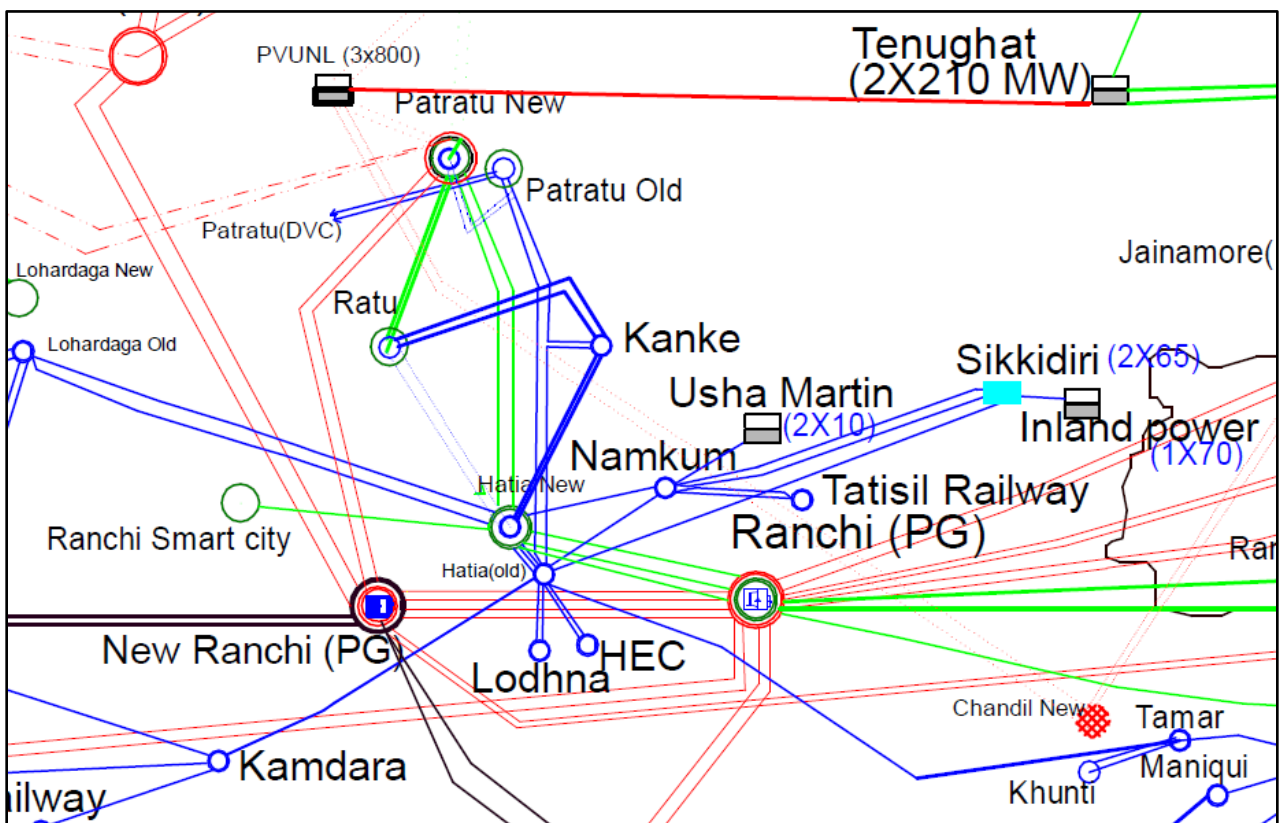 Tenughat
(2X210 MW)
PVUNL (3x800)
Patratu New
Patratu Old
Patratu(DVC)
Jainamore(
Lohardaga New
Ratu
Lohardaga Old
Kanke
Sikkidiri (2X65)
Usha Martin
(2X10)
Inland power
(1X70)
Namkum
Hatia New
Tatisil Railway
Ranchi (PG)
Ranchi Smart city
Ran
Hatia(old)
New Ranchi (PG)
HEC
Lodhna
Chandil New
Tamar
Kamdara
Maniqui
Khunti
ailway